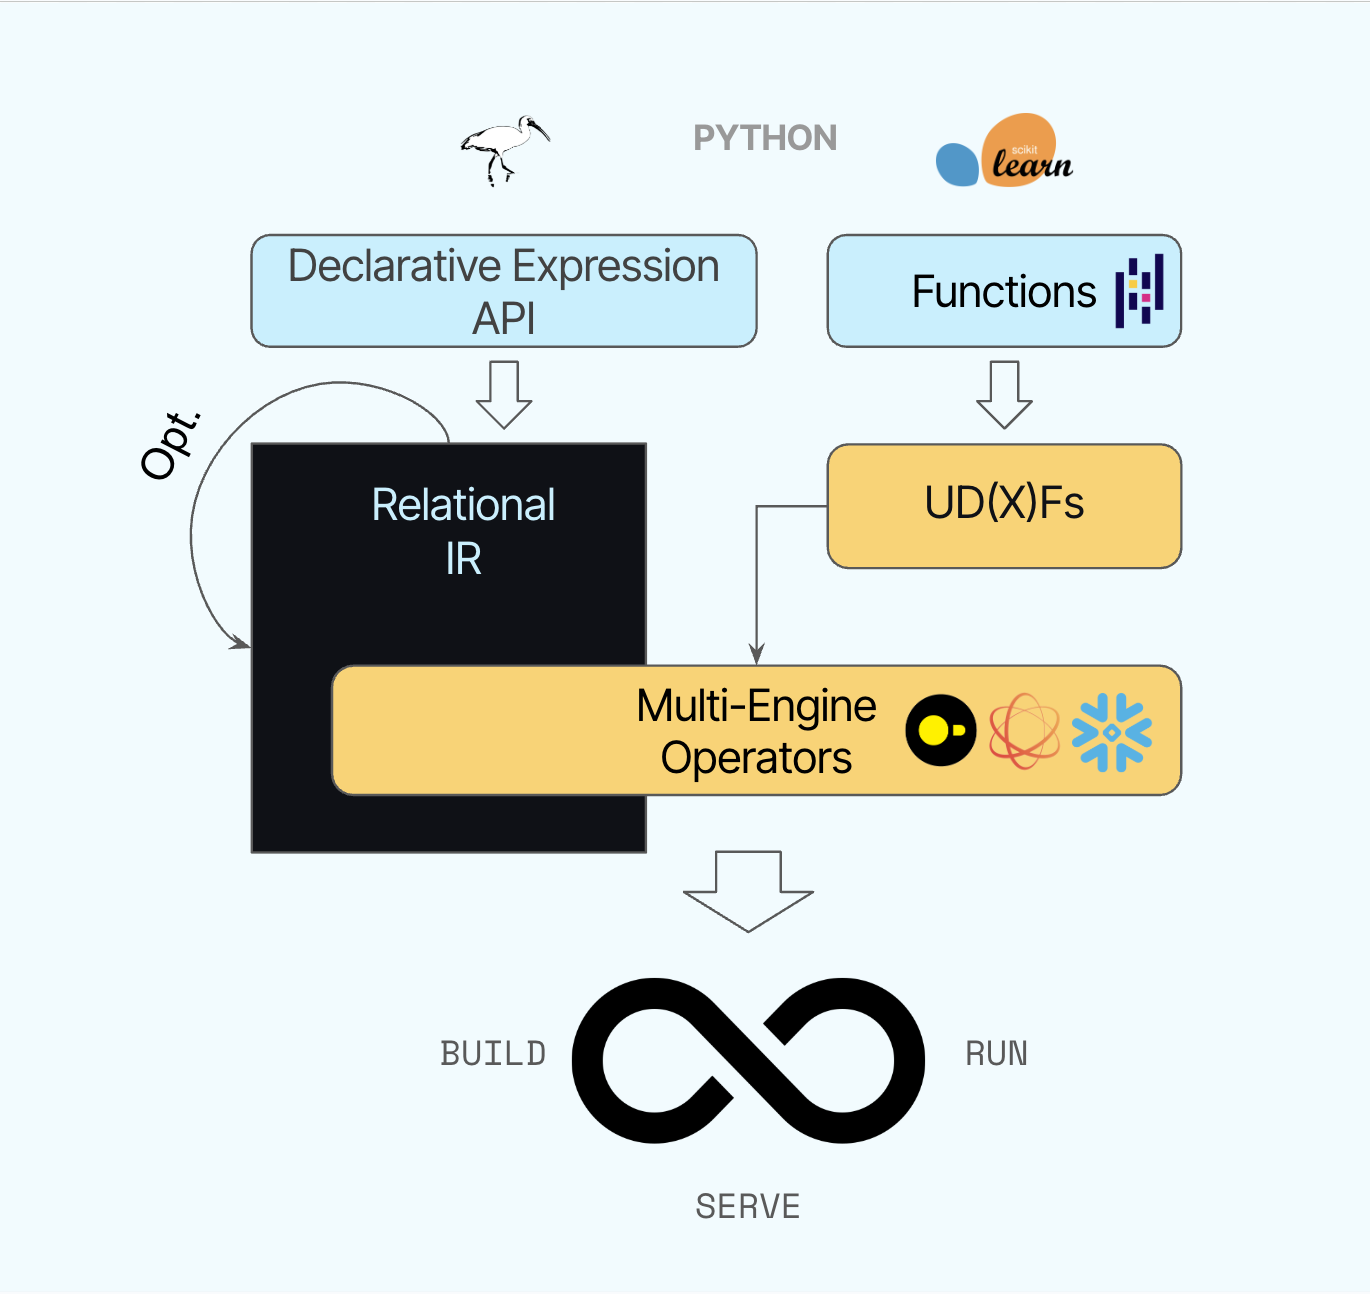 PYTHON
scikit
learn
Declarative Expression
API
Functions
Opt.
Relational
IR
UD(X)Fs
Multi-Engine
Operators
BUILD
RUN
SERVE